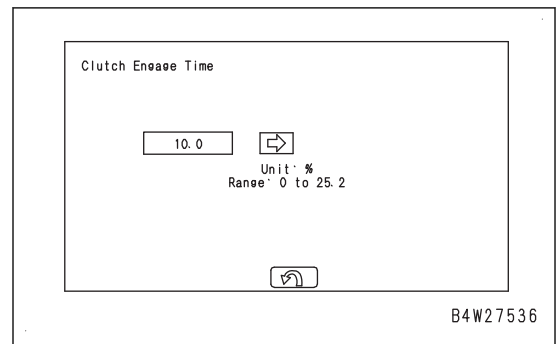 Clutch Engage Time
10.0
Unit: %
Range: 0 to 25.2
B4W27536